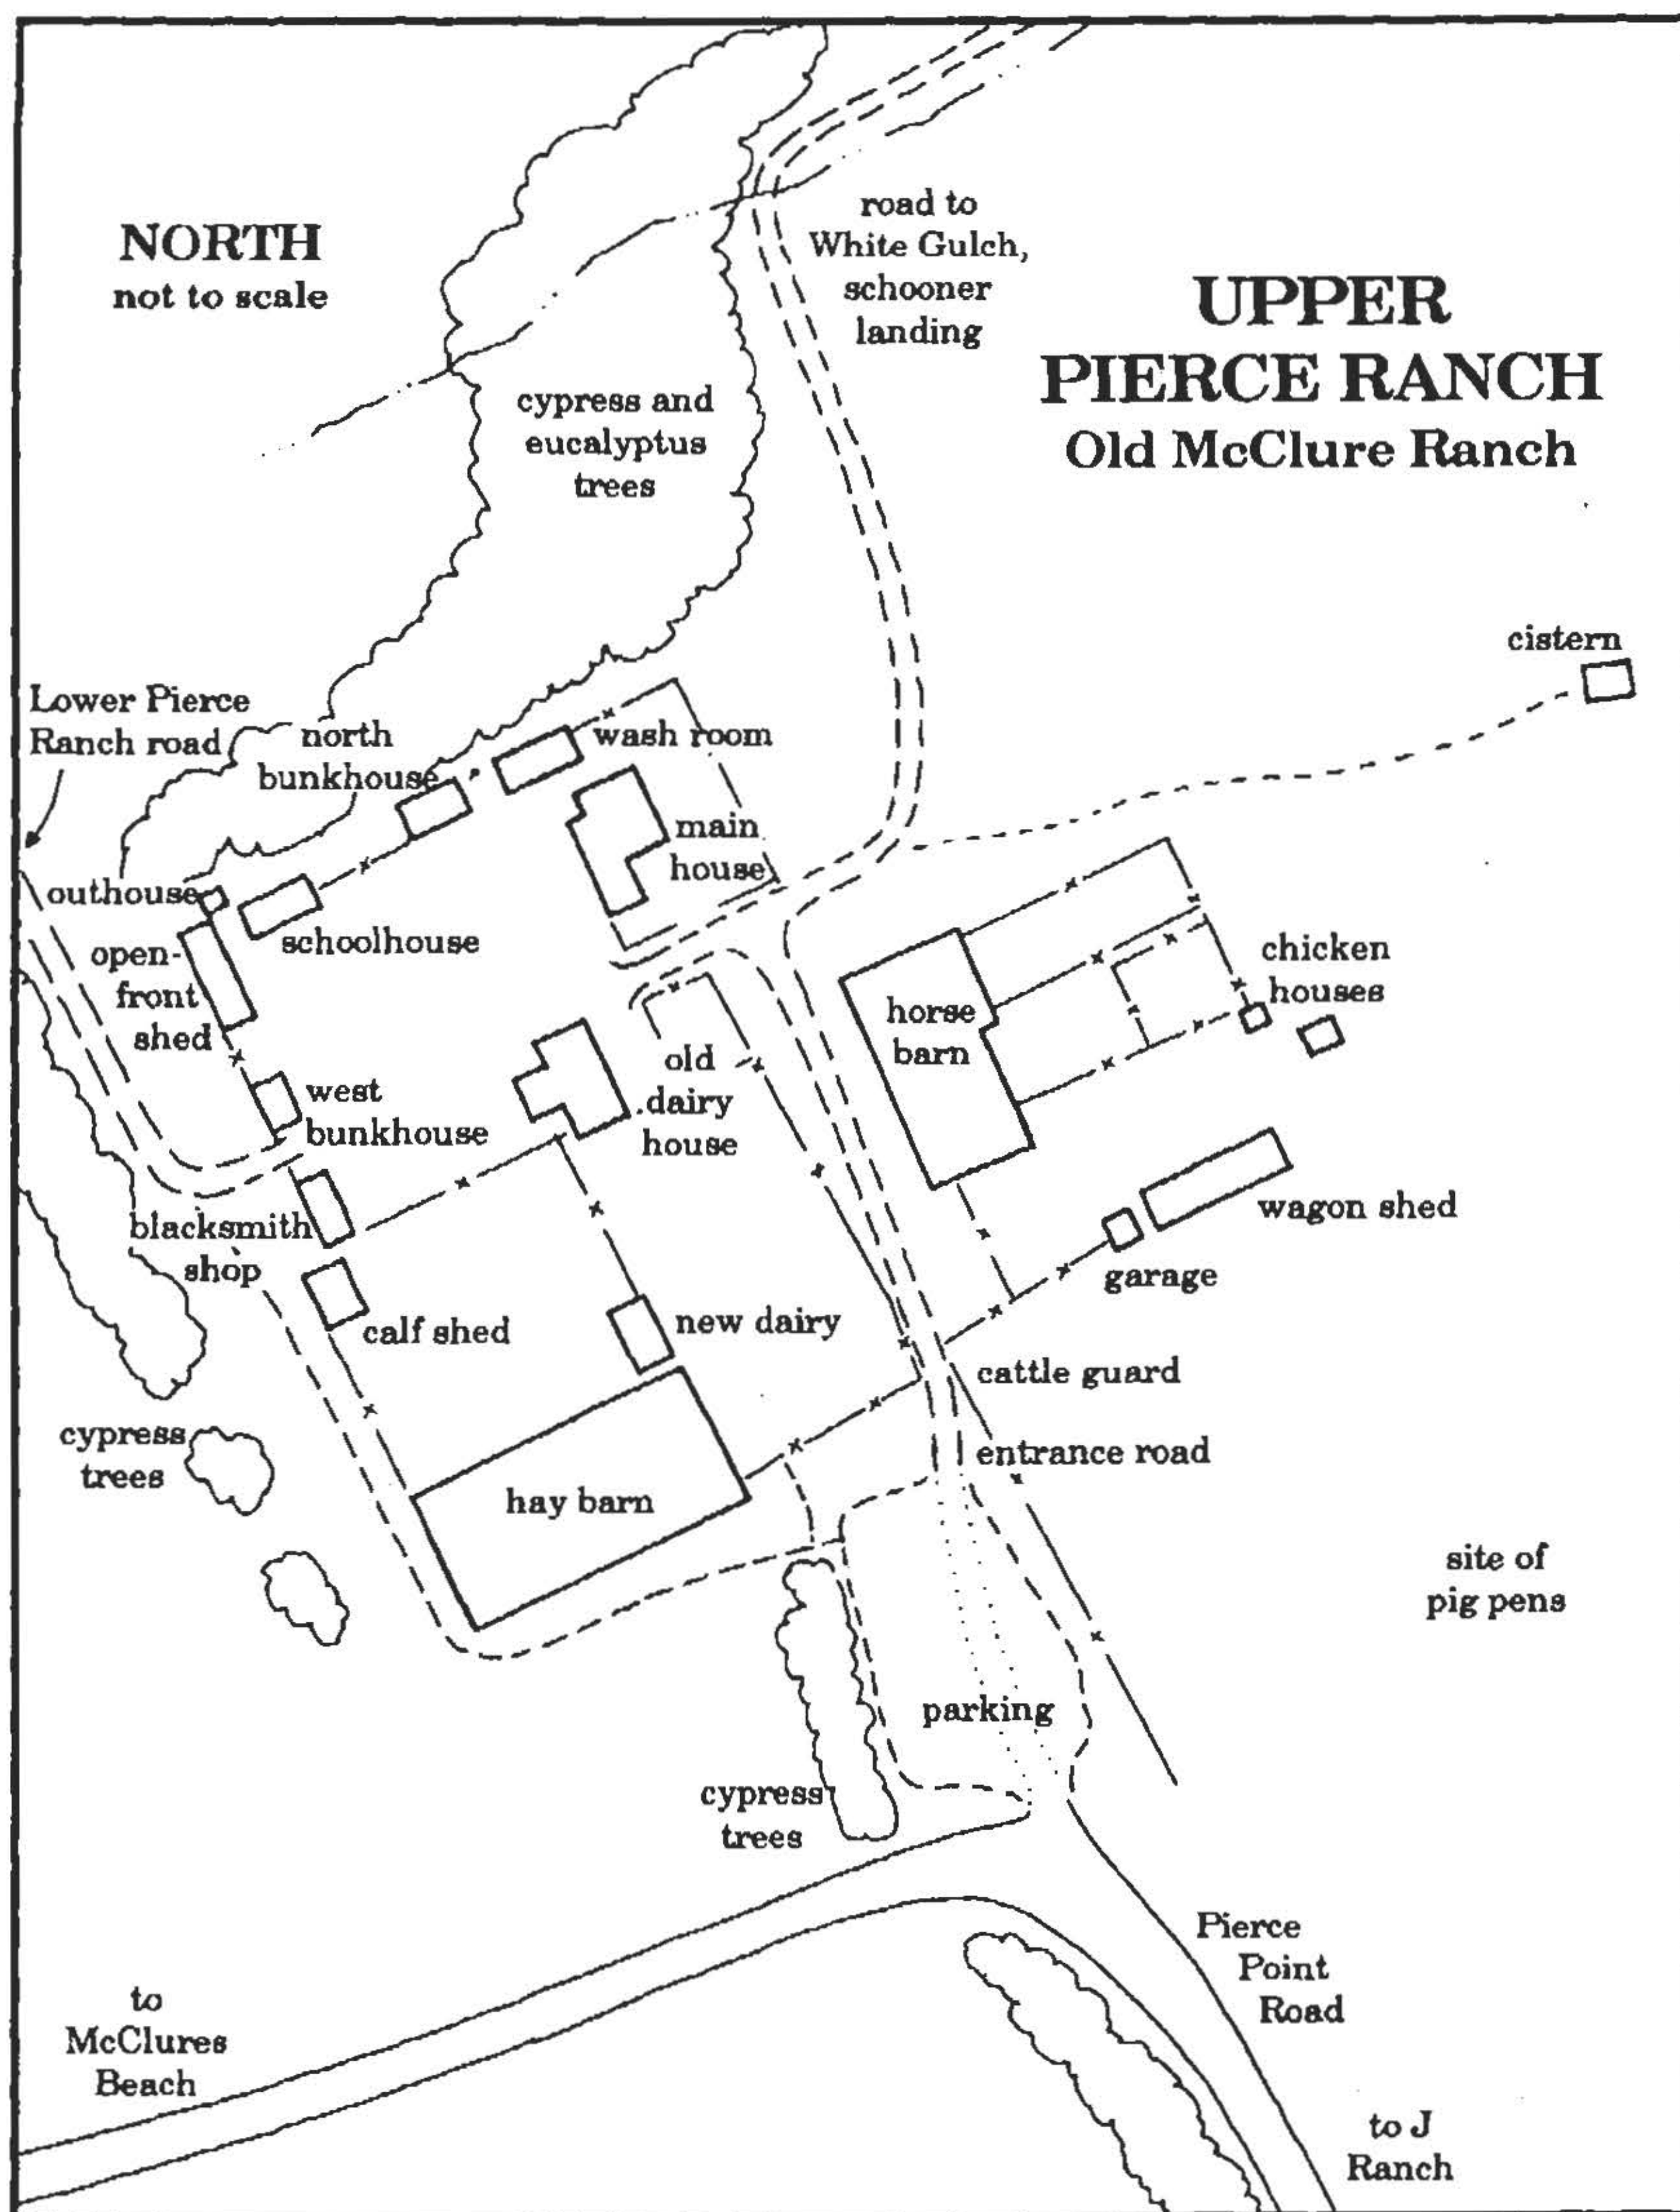 NORTH
not to scale
road to
White Gulch,
schooner
landing
UPPER
PIERCE RANCH
Old McClure Ranch
cypress and
eucalyptus
trees
cistern
Lower Pierce
Ranch road
north
bunkhouse
wash room
main
house
outhouse
schoolhouse
open-
front
shed
horse
barn
chicken
houses
old
dairy
house
west
bunkhouse
blacksmith
shop
wagon shed
garage
calf shed
new dairy
cattle guard
entrance road
cypress
trees
hay barn
site of
pig pens
parking
cypress
trees
Pierce
Point
Road
to
McClures
Beach
to J
Ranch